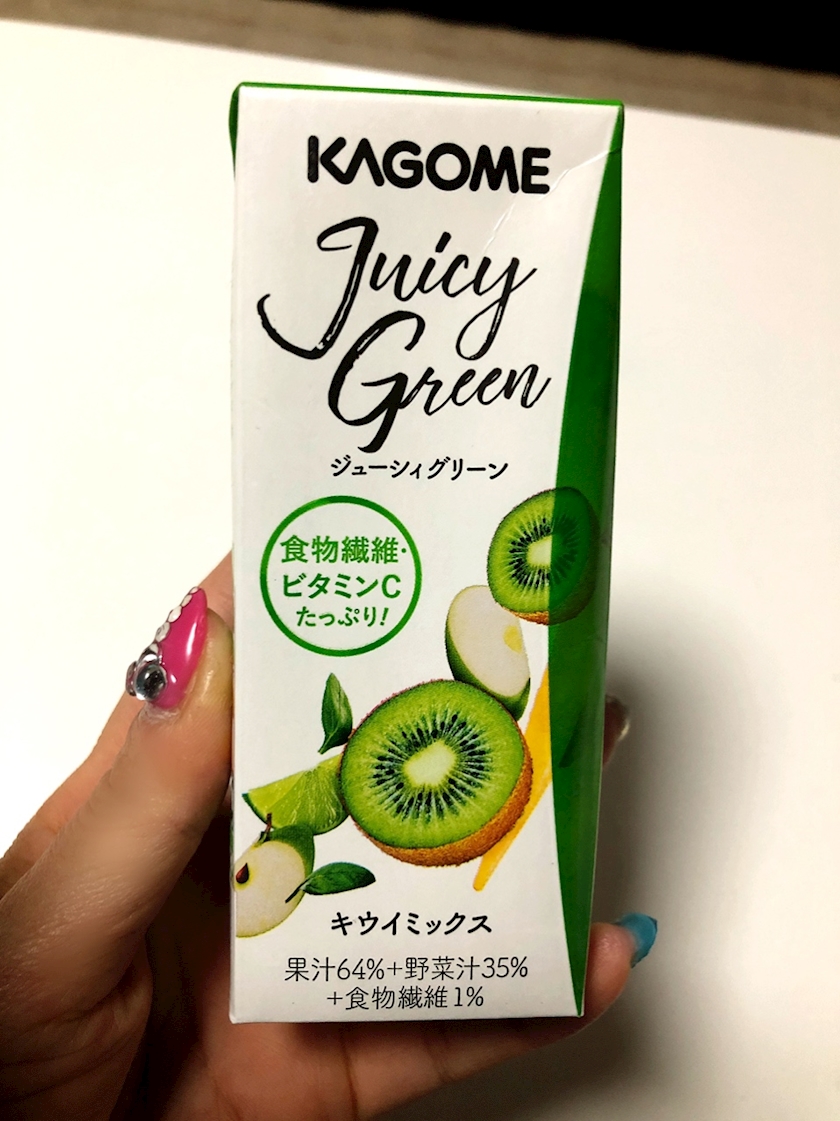 KAGOME
Juicy
Green
ジューシィグリーン
食物繊維・
ビタミンC
たっぷり!
キウイミックス
果汁64%+野菜汁35%
+食物繊維1%